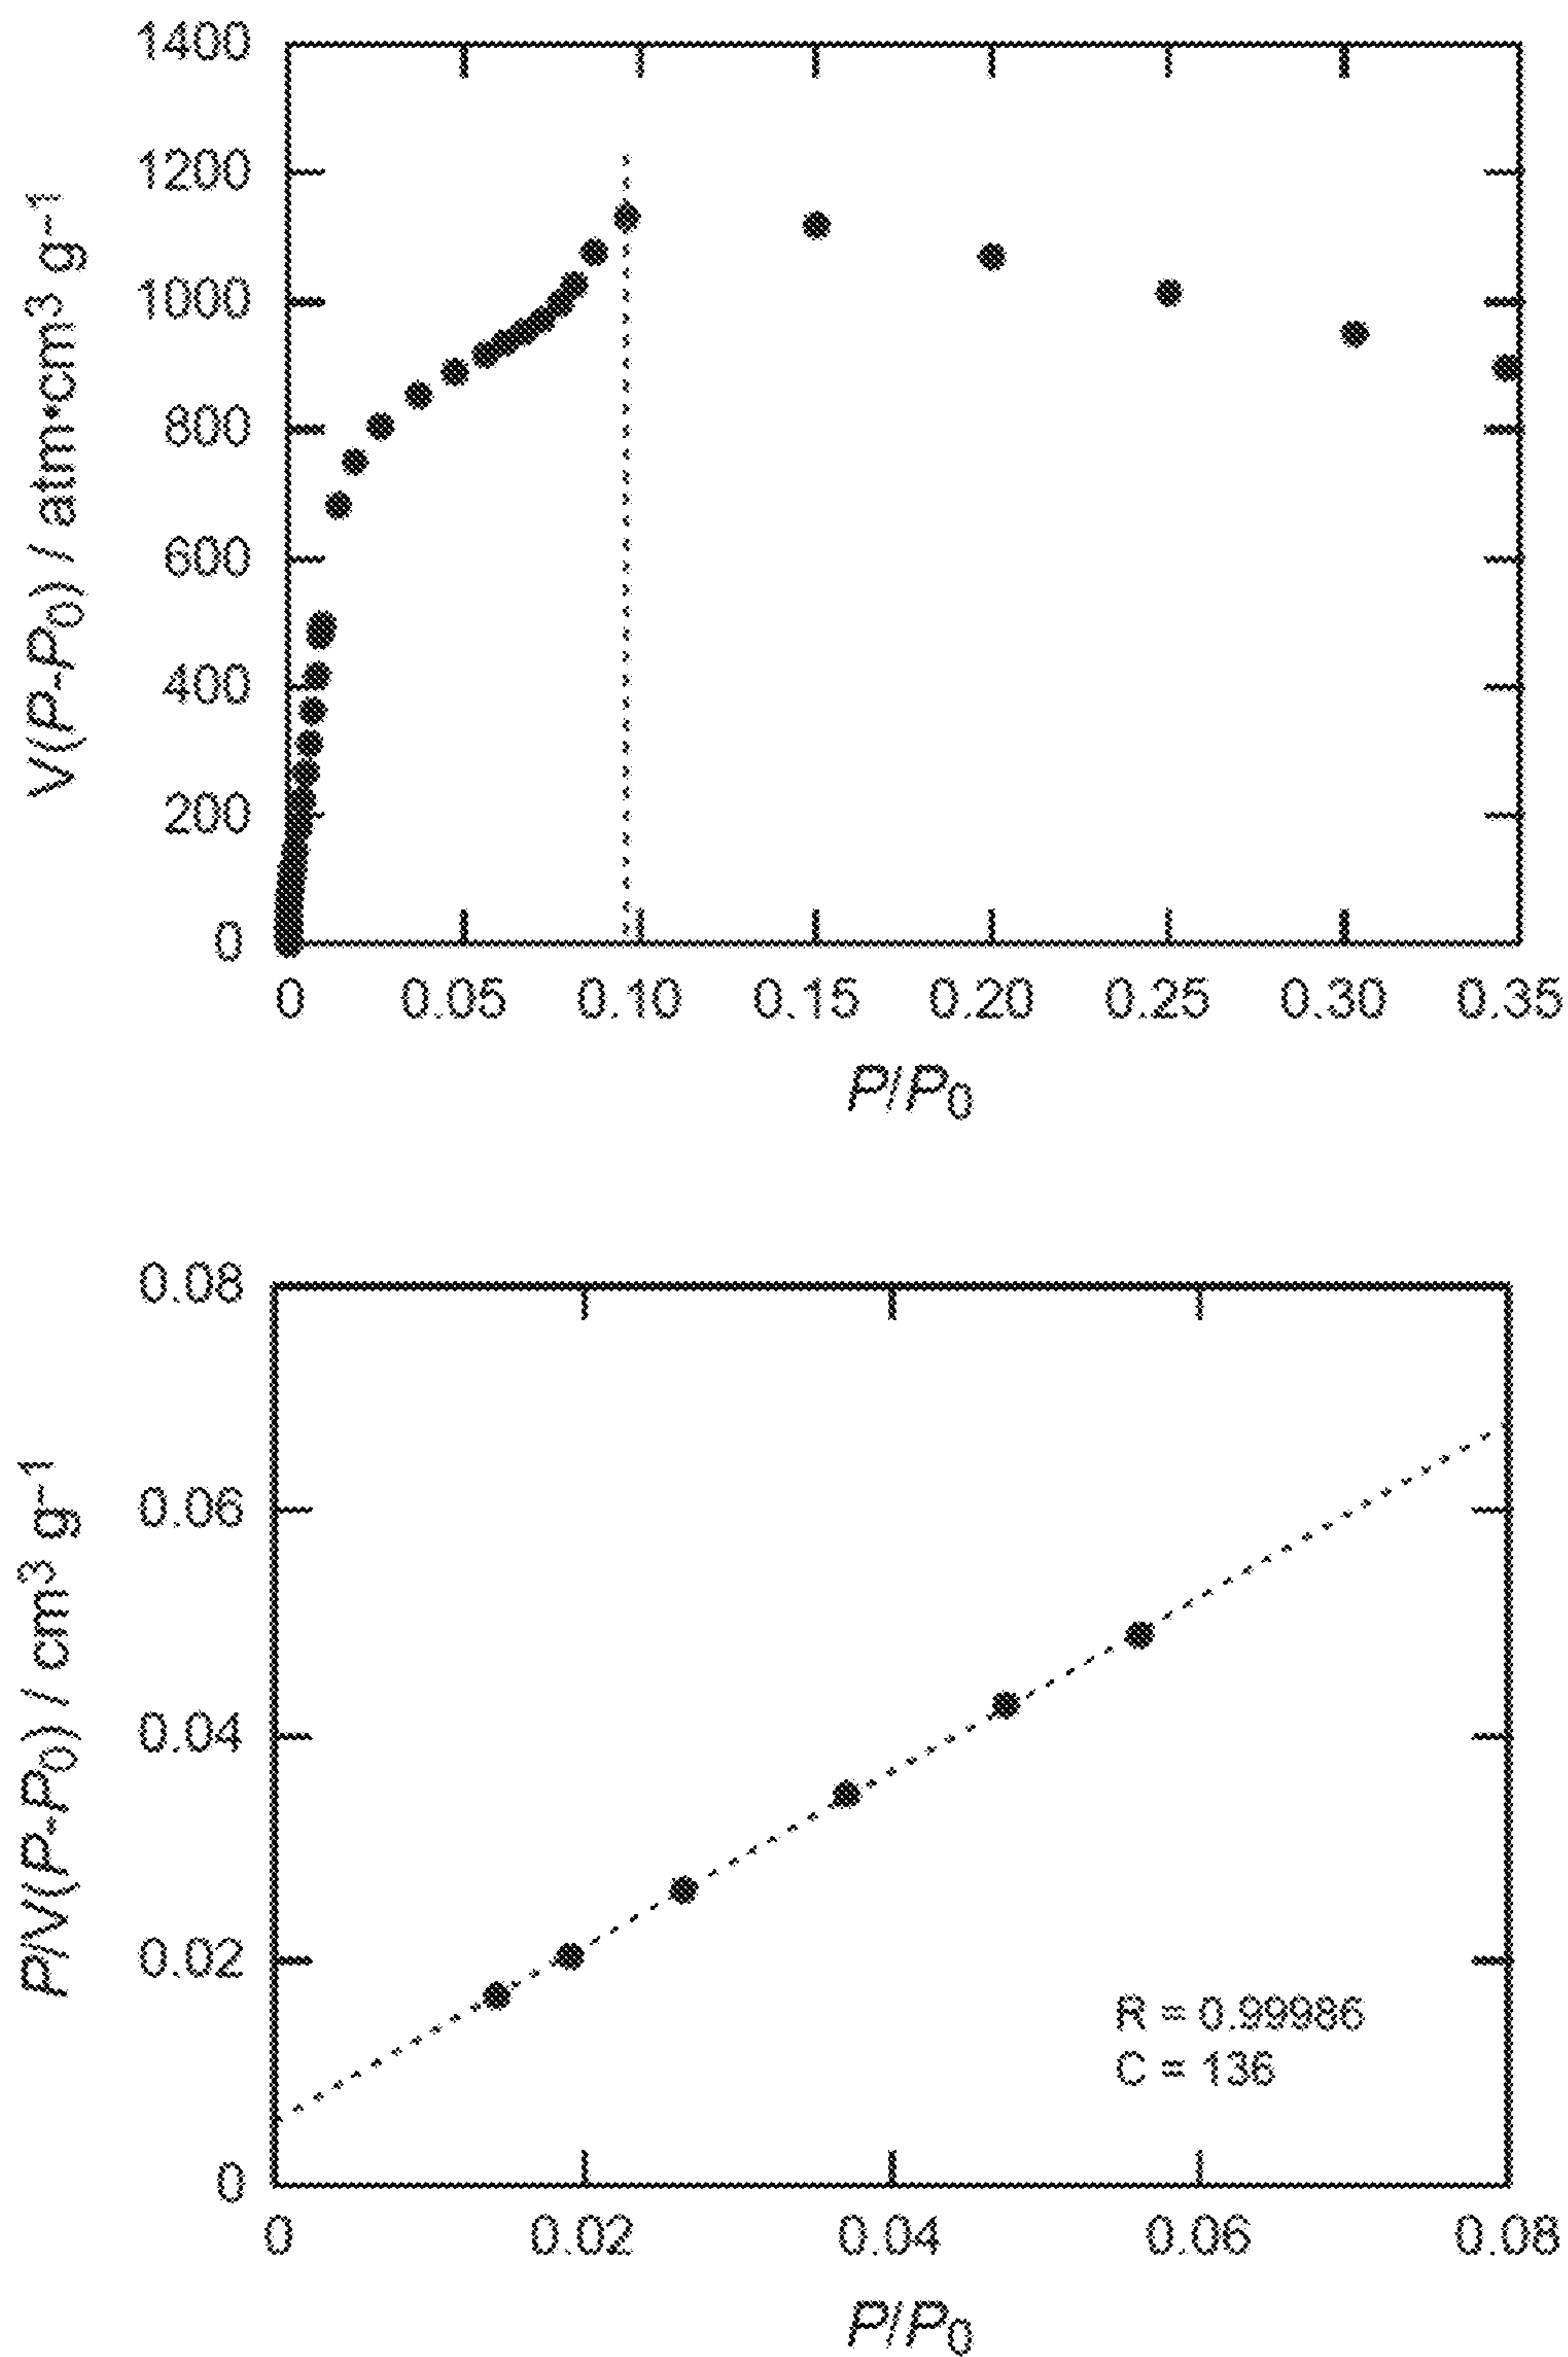 1400
1200
1000
800
600
400
200
0
V(P-P0) / atm•cm³ g⁻¹
0 0.05 0.10 0.15 0.20 0.25 0.30 0.35
P/P0
0.08
0.06
0.04
0.02
0
P/V(P-P0) / cm³ g⁻¹
R = 0.99986
C = 136
0 0.02 0.04 0.06 0.08
P/P0